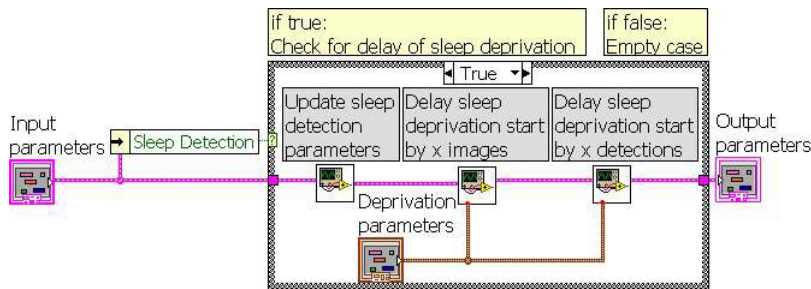 if true:
Check for delay of sleep deprivation
if false:
Empty case
True
Input
parameters
Sleep Detection
?
Update sleep
detection
parameters
Delay sleep
deprivation start
by x images
Delay sleep
deprivation start
by x detections
Output
parameters
Deprivation
parameters